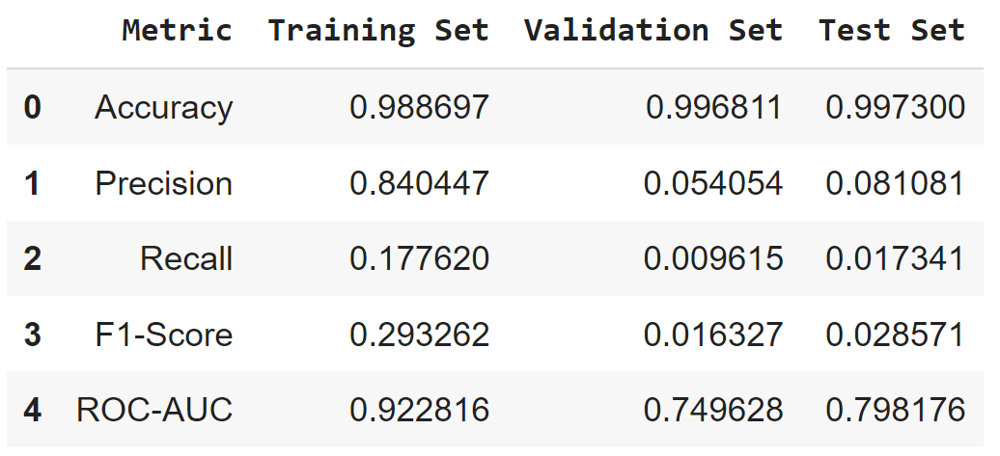 Metric Training Set Validation Set Test Set
0 Accuracy 0.988697 0.996811 0.997300
1 Precision 0.840447 0.054054 0.081081
2 Recall 0.177620 0.009615 0.017341
3 F1-Score 0.293262 0.016327 0.028571
4 ROC-AUC 0.922816 0.749628 0.798176